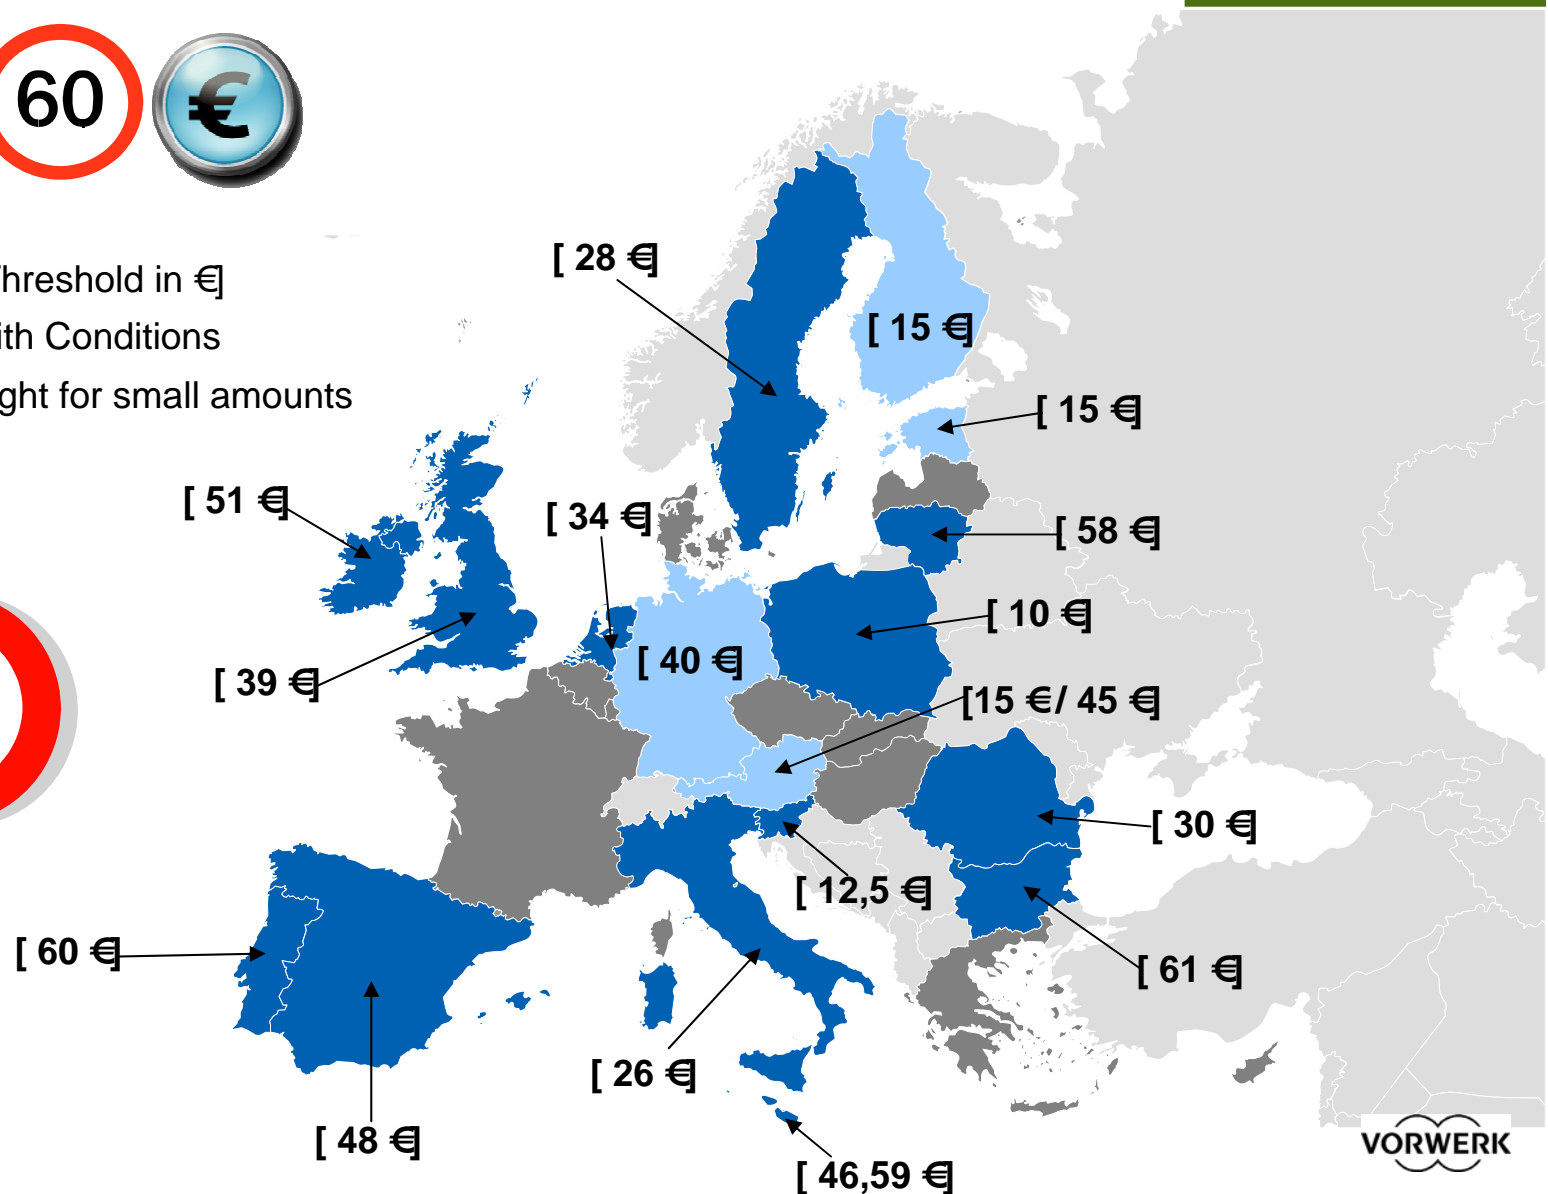 60 €
[ 28 €]
hreshold in €]
[ 15 €]
ith Conditions
ght for small amounts
[ 15 €]
[ 51 €]
[ 34 €]
[ 58 €]
[ 10 €]
[ 40 €]
[ 39 €]
[15 € / 45 €]
[ 30 €]
[ 12,5 €]
[ 60 €]
[ 61 €]
[ 26 €]
[ 48 €]
VORWERK
[ 46,59 €]